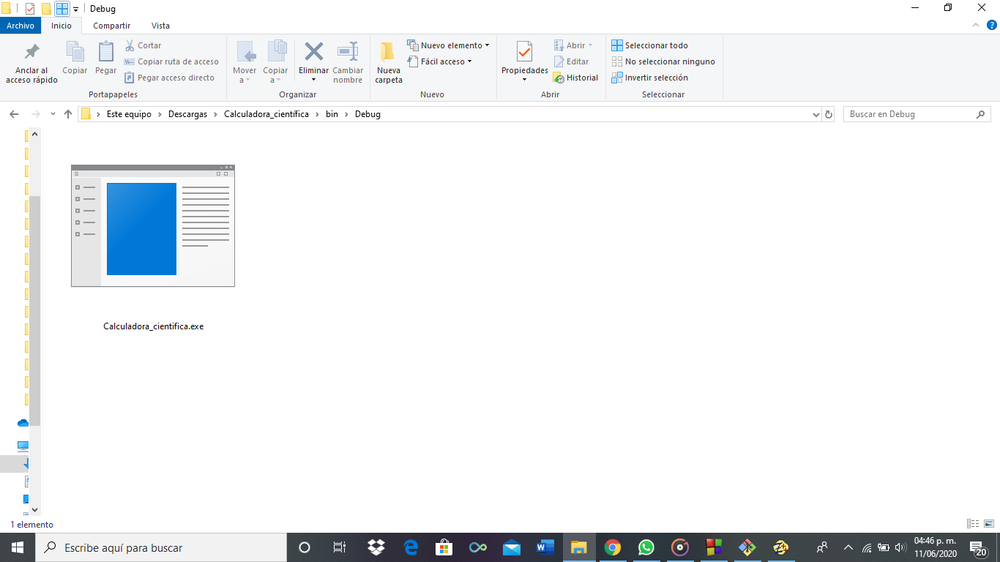 Debug
Archivo Inicio Compartir Vista
Anclar al acceso rápido
Copiar
Pegar
Cortar
Copiar ruta de acceso
Pegar acceso directo
Portapapeles
Mover a
Copiar a
Eliminar
Cambiar nombre
Organizar
Nueva carpeta
Nuevo elemento
Fácil acceso
Nuevo
Propiedades
Abrir
Editar
Historial
Abrir
Seleccionar todo
No seleccionar ninguno
Invertir selección
Seleccionar
Este equipo > Descargas > Calculadora_científica > bin > Debug
Buscar en Debug
Calculadora_cientifica.exe
1 elemento
Escribe aquí para buscar
04:46 p. m.
11/06/2020
20